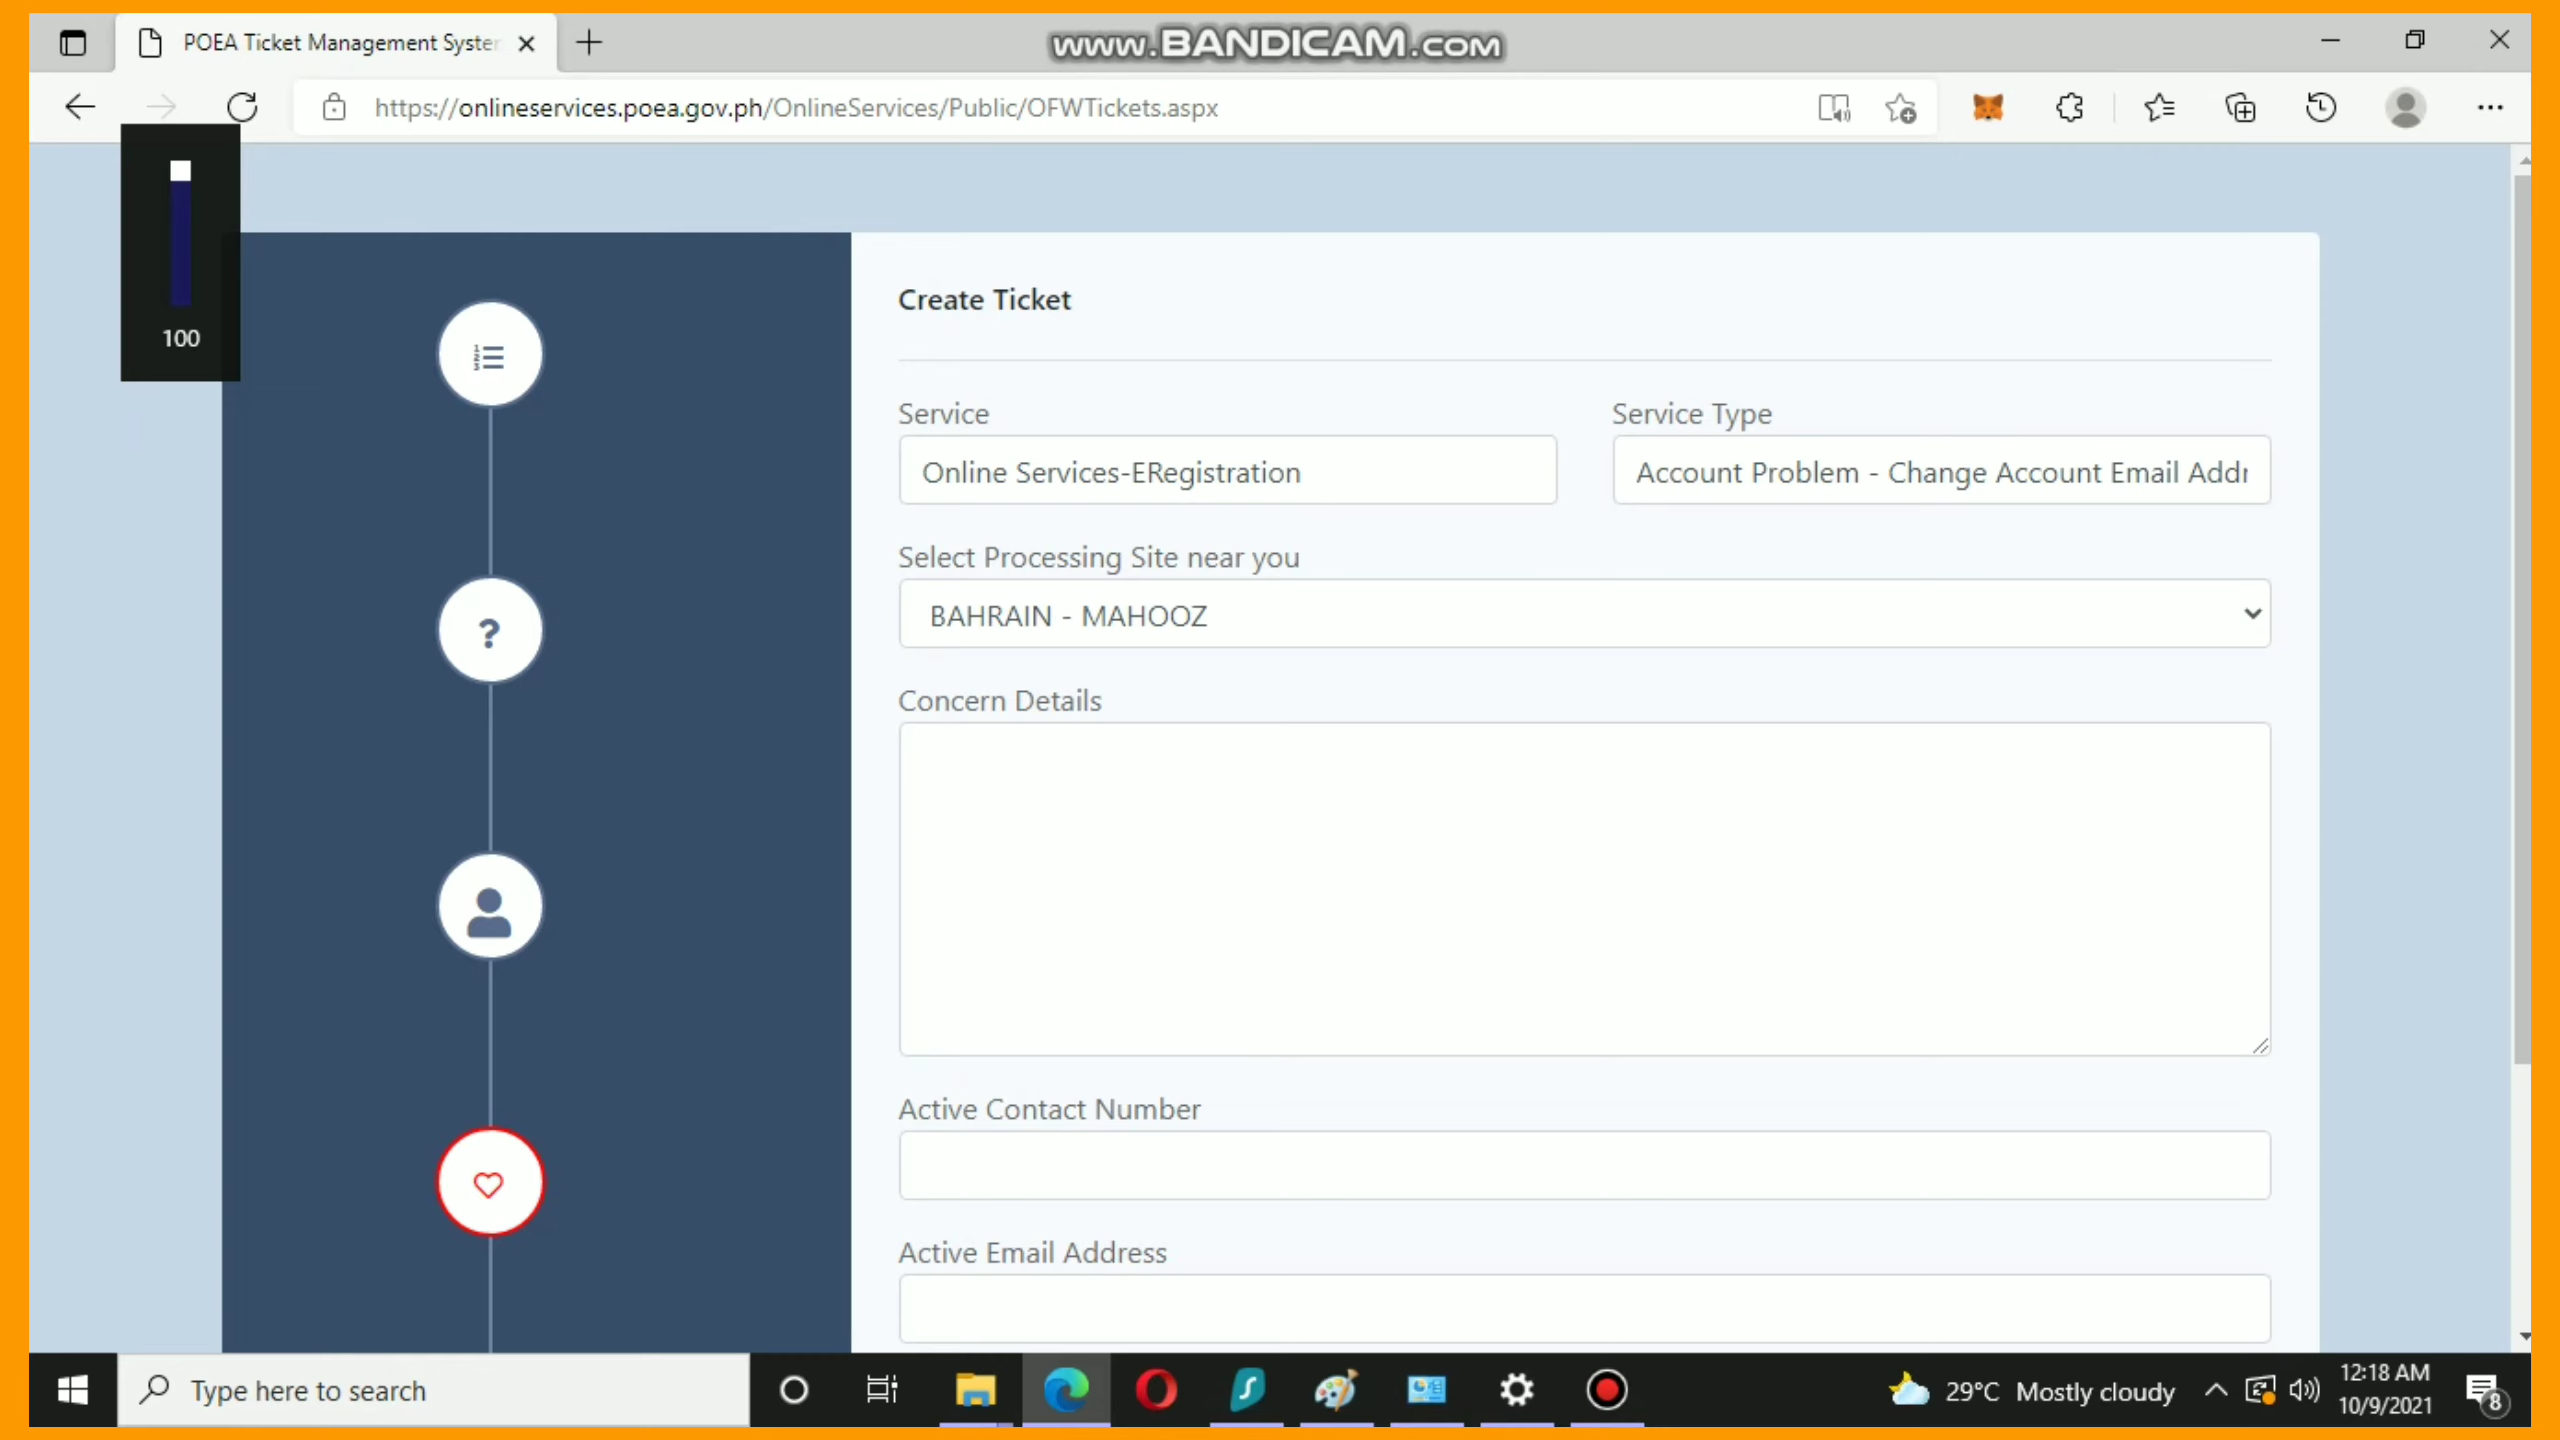 POEA Ticket Management System
www.BANDICAM.com
https://onlineservices.poea.gov.ph/OnlineServices/Public/OFWTickets.aspx
100
Create Ticket
Service
Service Type
Online Services-ERegistration
Account Problem - Change Account Email Addr
Select Processing Site near you
BAHRAIN - MAHOOZ
Concern Details
Active Contact Number
Active Email Address
Type here to search
29°C Mostly cloudy
12:18 AM
10/9/2021
8